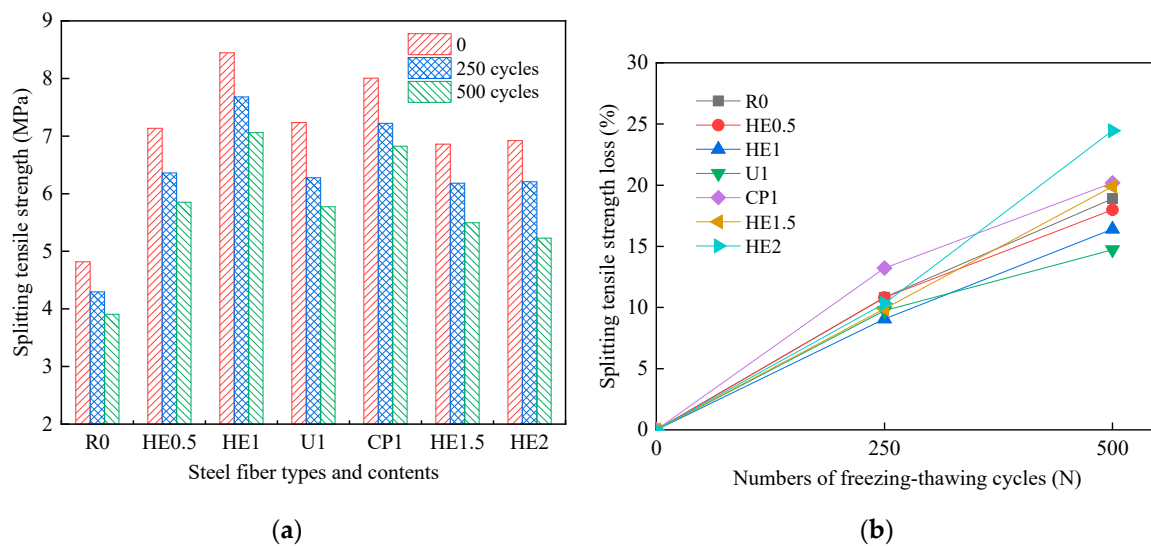 9
8
7
6
5
4
3
2
Splitting tensile strength (MPa)
0
250 cycles
500 cycles
R0 HE0.5 HE1 U1 CP1 HE1.5 HE2
Steel fiber types and contents
(a)
30
25
20
15
10
5
0
Splitting tensile strength loss (%)
R0
HE0.5
HE1
U1
CP1
HE1.5
HE2
0 250 500
Numbers of freezing-thawing cycles (N)
(b)